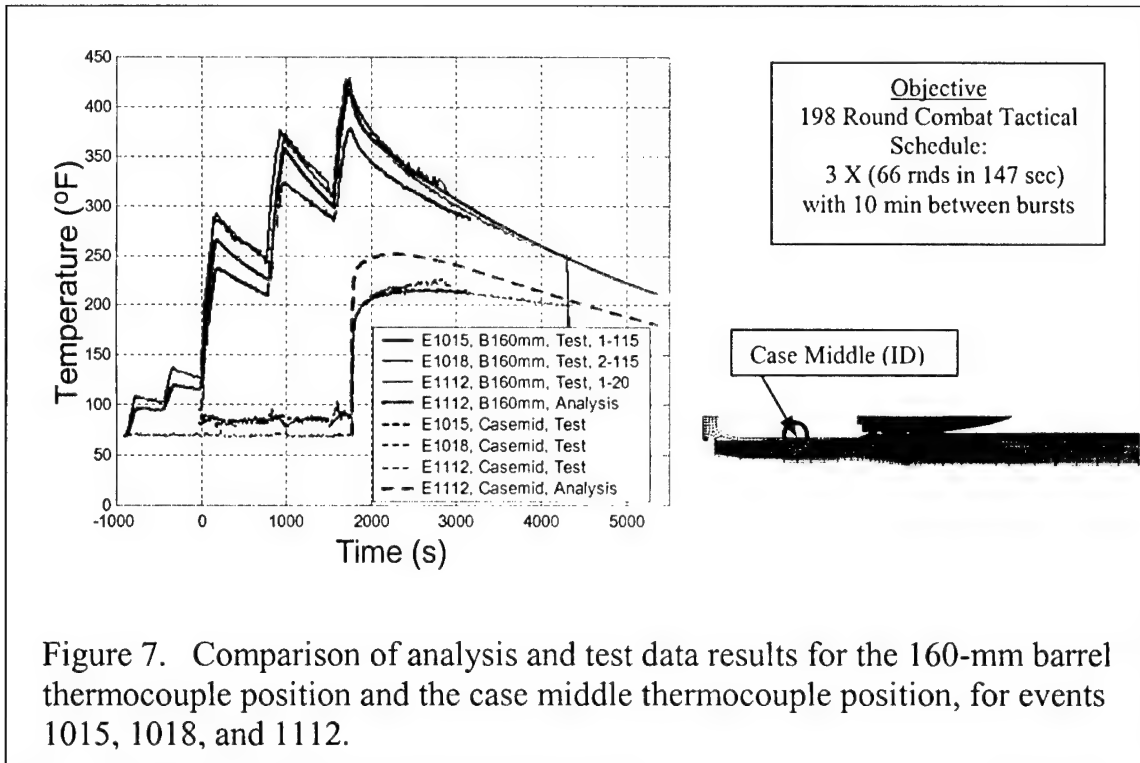 450
400
350
300
250
200
150
100
50
0
-1000
0
1000
2000
3000
4000
5000
Temperature (ºF)
Time (s)
E1015, B160mm, Test, 1-115
E1018, B160mm, Test, 2-115
E1112, B160mm, Test, 1-20
E1112, B160mm, Analysis
E1015, Casemid, Test
E1018, Casemid, Test
E1112, Casemid, Test
E1112, Casemid, Analysis
Objective
198 Round Combat Tactical
Schedule:
3 X (66 rnds in 147 sec)
with 10 min between bursts
Case Middle (ID)
Figure 7. Comparison of analysis and test data results for the 160-mm barrel
thermocouple position and the case middle thermocouple position, for events
1015, 1018, and 1112.